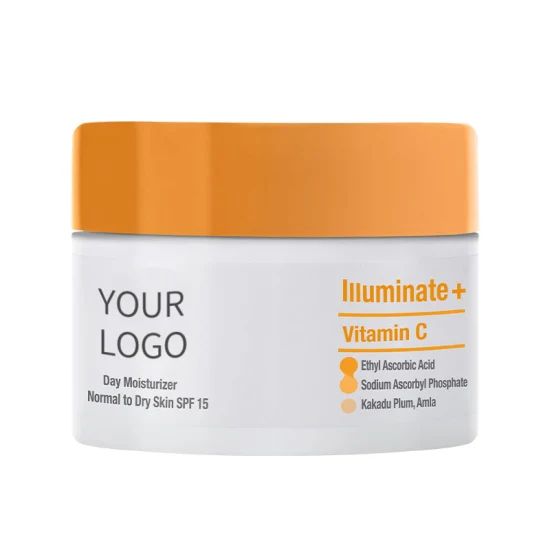 YOUR
LOGO
Day Moisturizer
Normal to Dry Skin SPF 15
Illuminate+
Vitamin C
Ethyl Ascorbic Acid
Sodium Ascorbyl Phosphate
Kakadu Plum, Amla